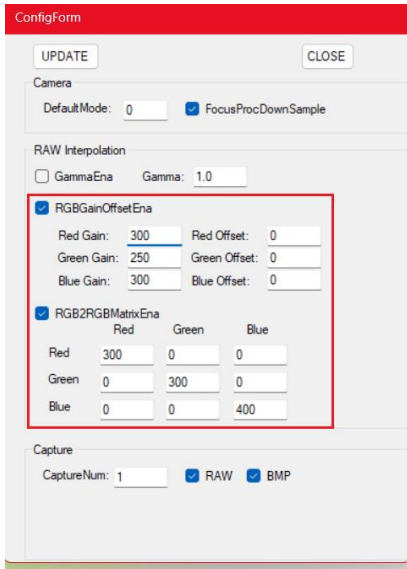 ConfigForm
UPDATE CLOSE
Camera
DefaultMode: 0 FocusProcDownSample
RAW Interpolation
GammaEna Gamma: 1.0
RGBGainOffsetEna
Red Gain: 300 Red Offset: 0
Green Gain: 250 Green Offset: 0
Blue Gain: 300 Blue Offset: 0
RGB2RGBMatrixEna
Red Green Blue
Red 300 0 0
Green 0 300 0
Blue 0 0 400
Capture
CaptureNum: 1 RAW BMP